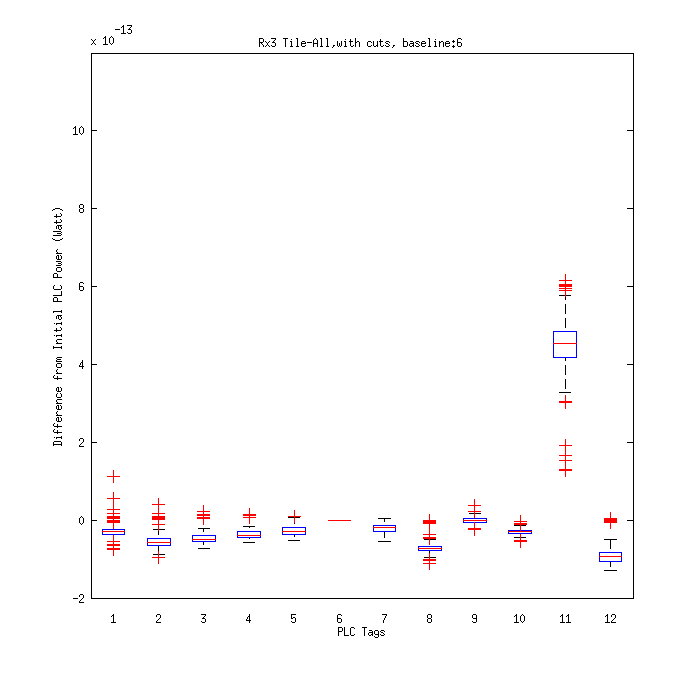 x 10-13
Rx3 Tile-All,with cuts, baseline:6
10
8
6
4
2
0
-2
Difference from Initial PLC Power (Watt)
1 2 3 4 5 6 7 8 9 10 11 12
PLC Tags